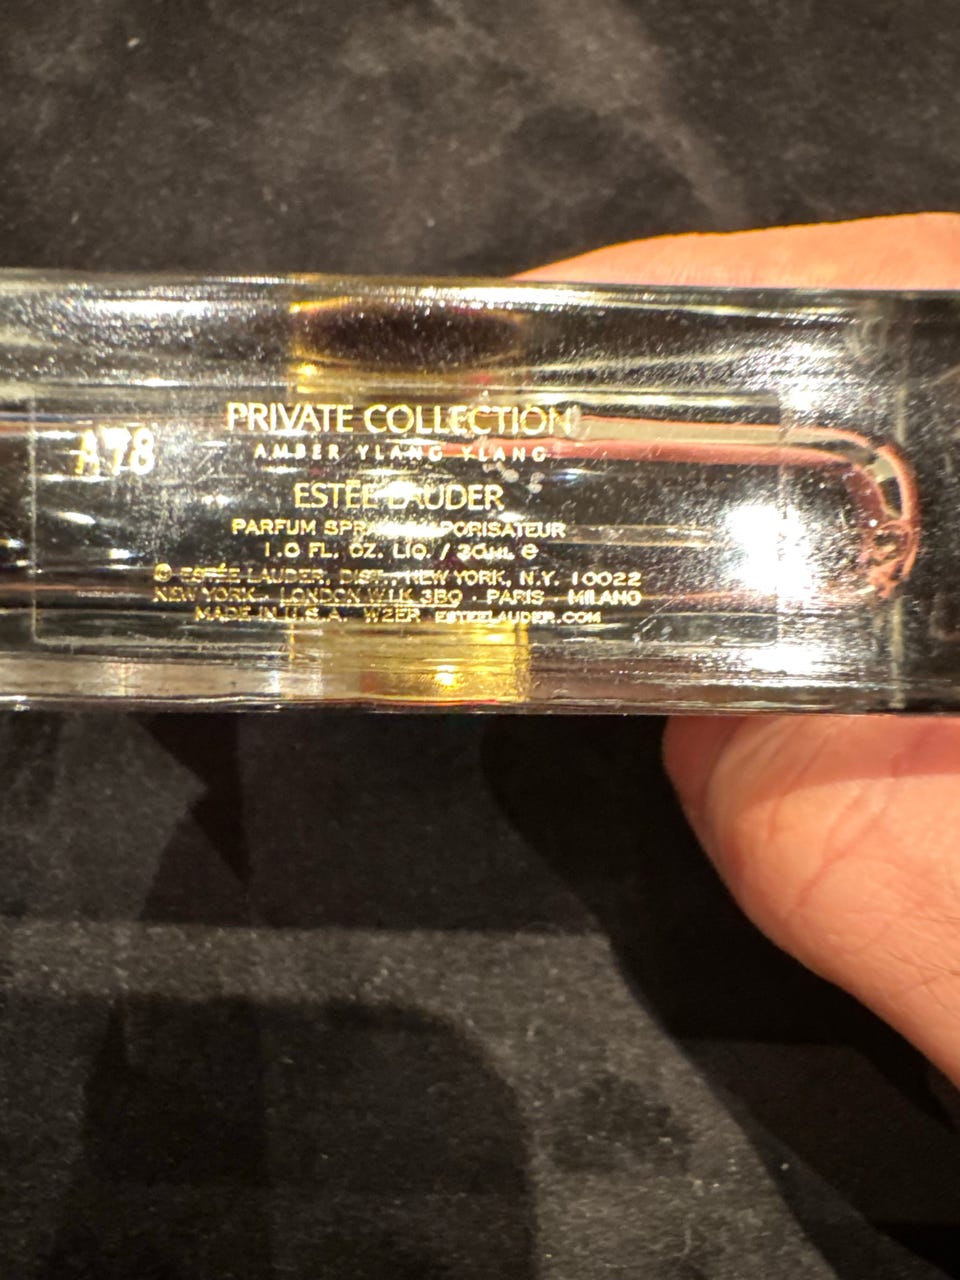 PRIVATE COLLECTION
AMBER YLANG YLANG
A78
ESTĒE LAUDER
PARFUM SPRAY VAPORISATEUR
1.0 FL. OZ. LIQ. / 30ML ℮
© ESTĒE LAUDER, DIST., NEW YORK, N.Y. 10022
NEW YORK · LONDON W1K 3BQ · PARIS · MILANO
MADE IN U.S.A. W2ER ESTEELAUDER.COM